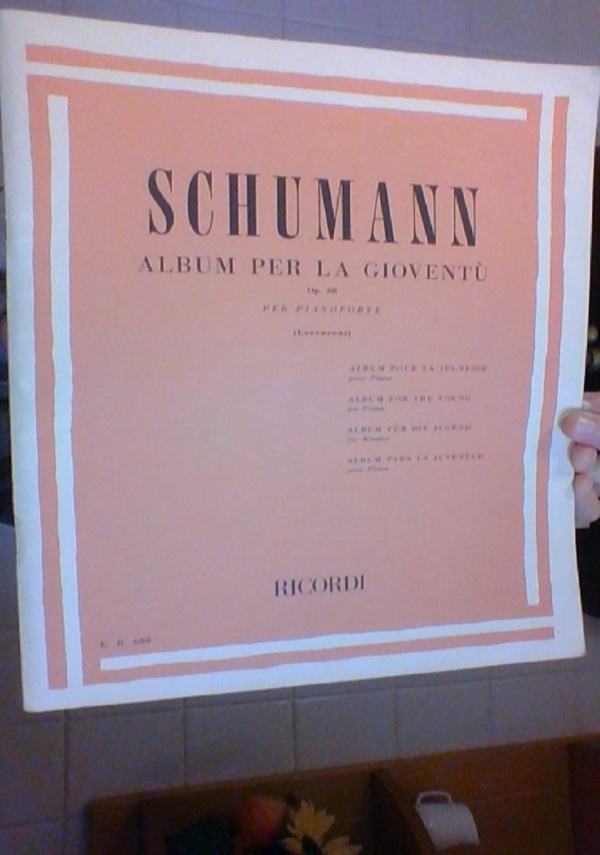 SCHUMANN
ALBUM PER LA GIOVENTÙ
Op. 68
PER PIANOFORTE
(Lorenzoni)
ALBUM POUR LA JEUNESSE
pour Piano
ALBUM FOR THE YOUNG
for Piano
ALBUM FÜR DIE JUGEND
für Klavier
ALBUM PARA LA JUVENTUD
para Piano
RICORDI
E. R.